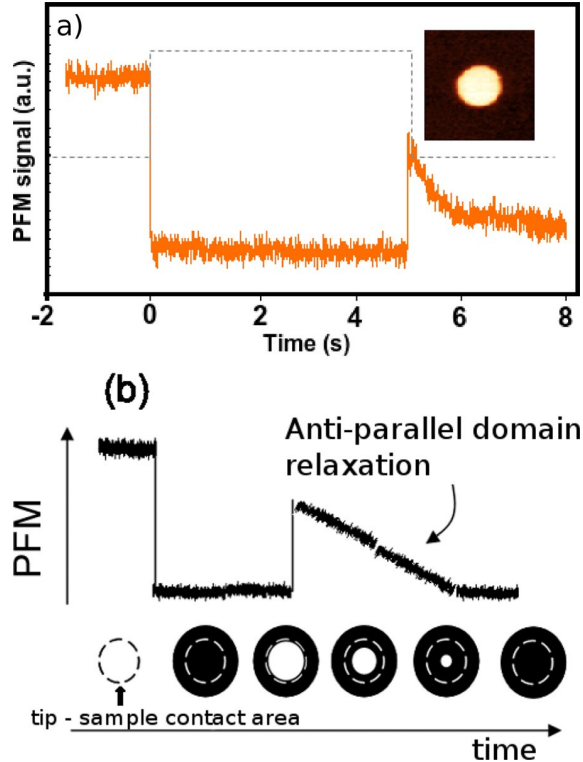 a)
PFM signal (a.u.)
-2 0 2 4 6 8
Time (s)
(b)
Anti-parallel domain
relaxation
PFM
tip - sample contact area
time